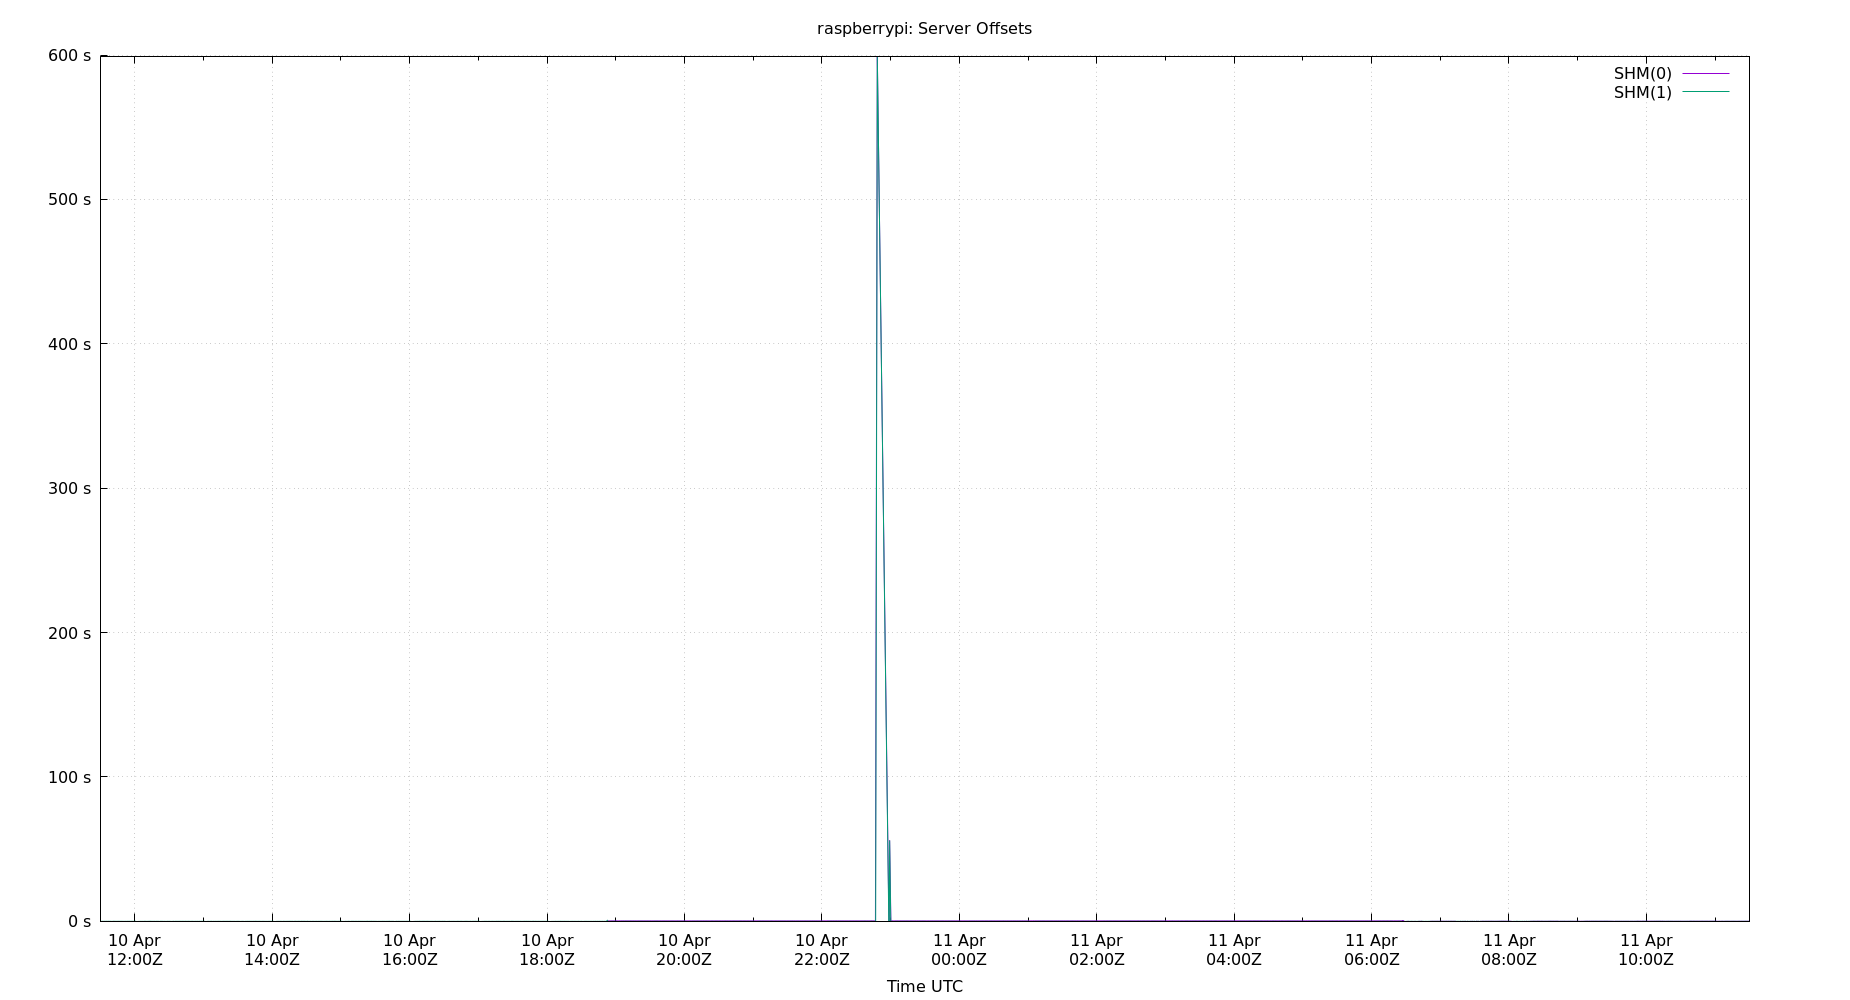 raspberrypi: Server Offsets
600 s
500 s
400 s
300 s
200 s
100 s
0 s
SHM(0)
SHM(1)
10 Apr 10 Apr 10 Apr 10 Apr 10 Apr 10 Apr 11 Apr 11 Apr 11 Apr 11 Apr 11 Apr 11 Apr
12:00Z 14:00Z 16:00Z 18:00Z 20:00Z 22:00Z 00:00Z 02:00Z 04:00Z 06:00Z 08:00Z 10:00Z
Time UTC